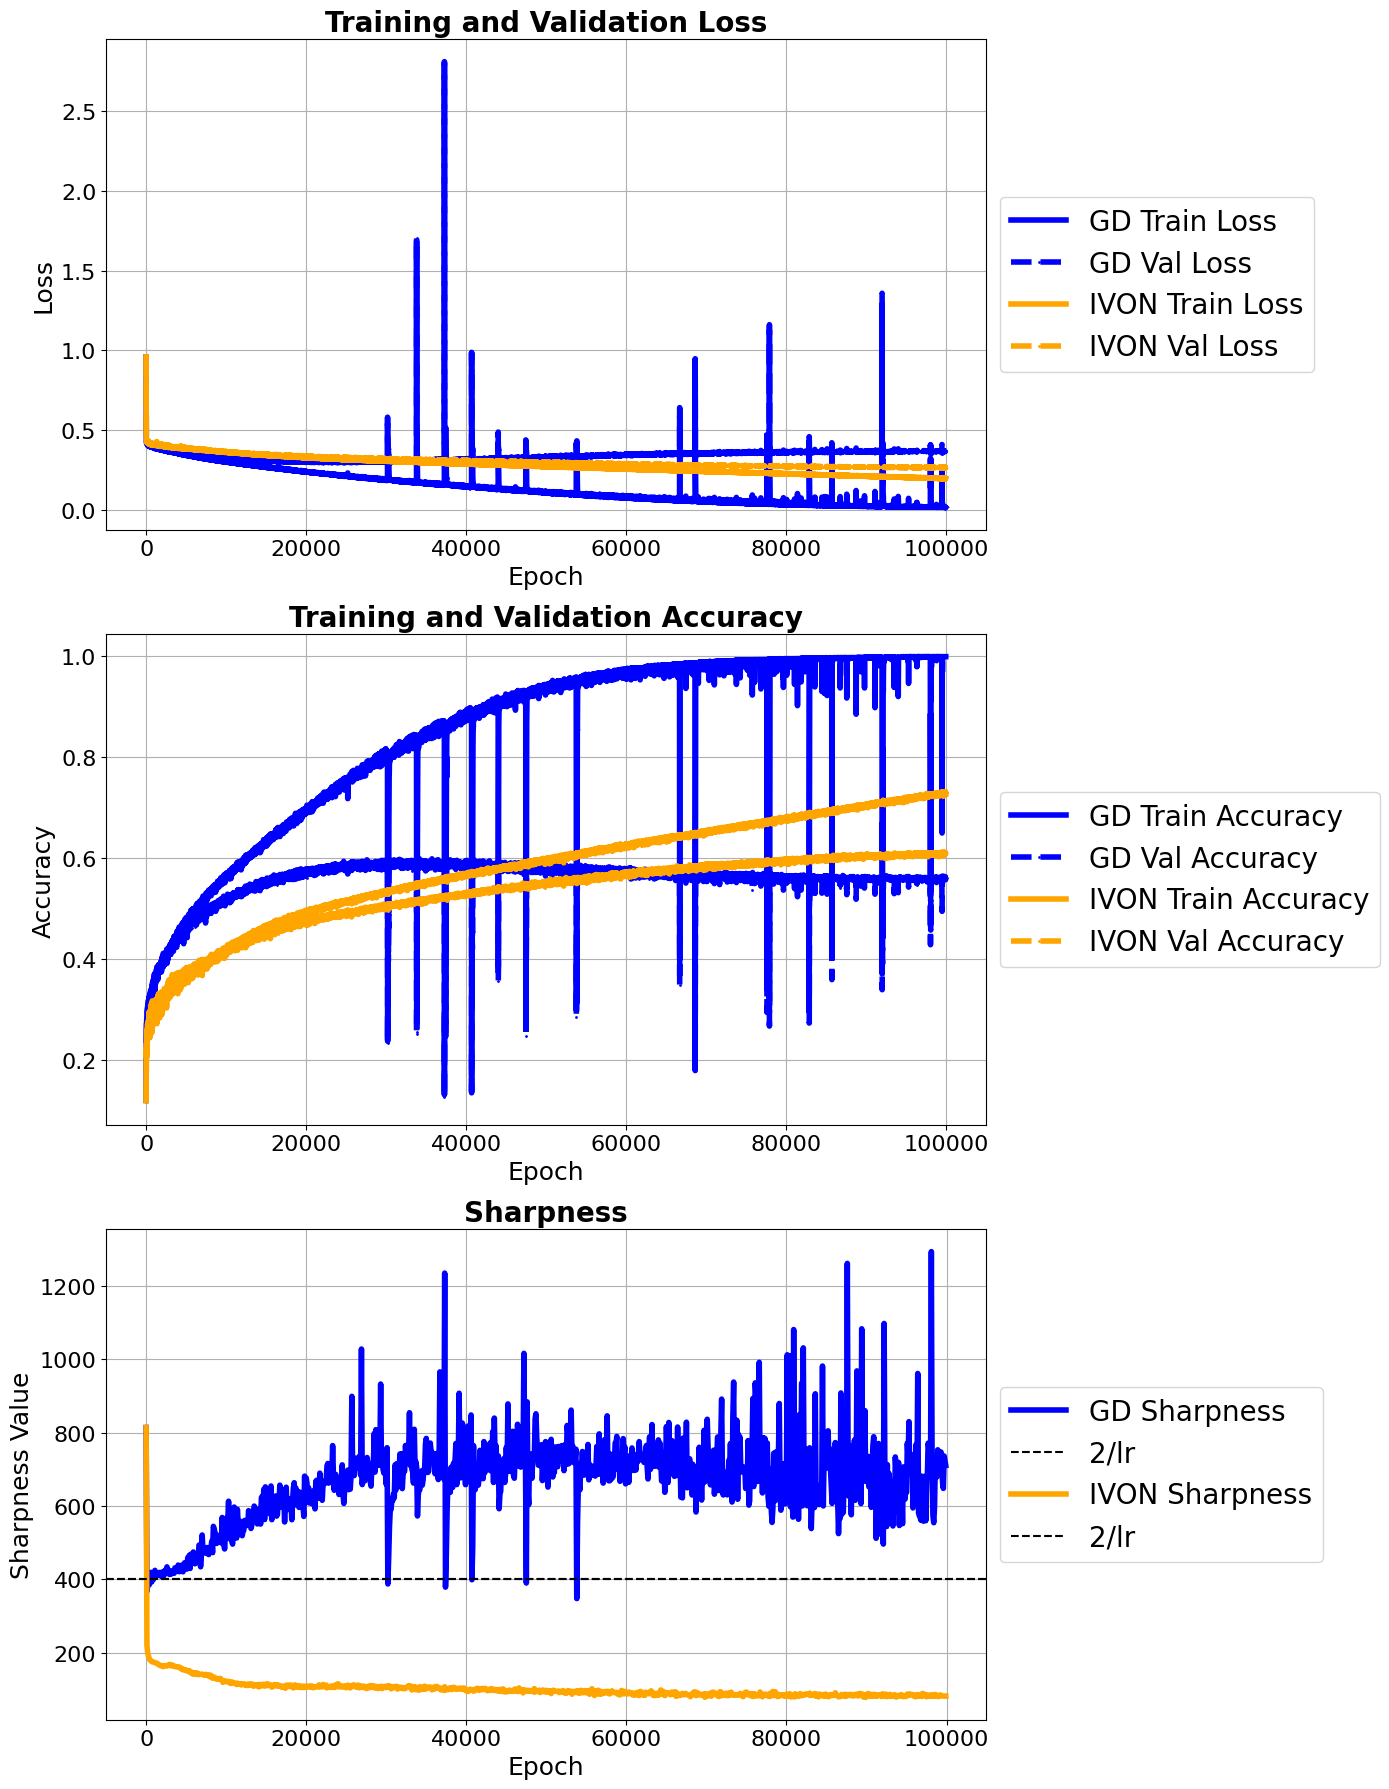 Training and Validation Loss
Loss
2.5
2.0
1.5
1.0
0.5
0.0
0
20000
40000
60000
80000
100000
Epoch
GD Train Loss
GD Val Loss
IVON Train Loss
IVON Val Loss
Training and Validation Accuracy
Accuracy
1.0
0.8
0.6
0.4
0.2
0
20000
40000
60000
80000
100000
Epoch
GD Train Accuracy
GD Val Accuracy
IVON Train Accuracy
IVON Val Accuracy
Sharpness
Sharpness Value
1200
1000
800
600
400
200
0
20000
40000
60000
80000
100000
Epoch
GD Sharpness
2/lr
IVON Sharpness
2/lr